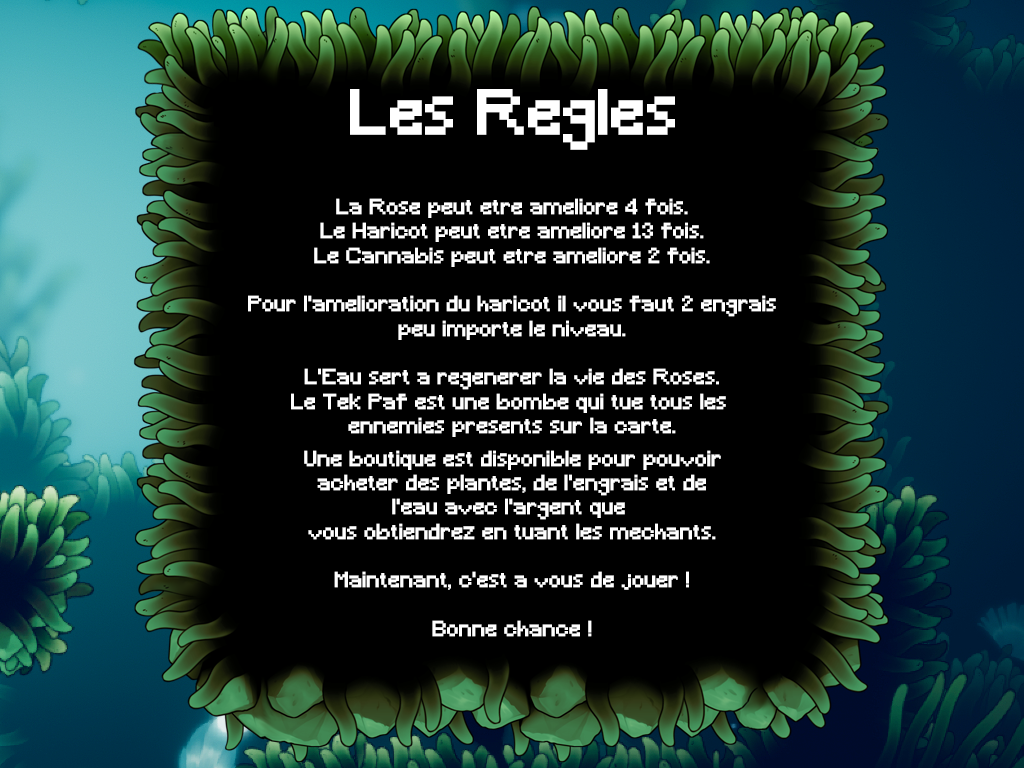 Les Regles
La Rose peut etre ameliore 4 fois.
Le Haricot peut etre ameliore 13 fois.
Le Cannabis peut etre ameliore 2 fois.
Pour l'amelioration du haricot il vous faut 2 engrais
peu importe le niveau.
L'Eau sert a regenerer la vie des Roses.
Le Tek Paf est une bombe qui tue tous les
ennemies presents sur la carte.
Une boutique est disponible pour pouvoir
acheter des plantes, de l'engrais et de
l'eau avec l'argent que
vous obtiendrez en tuant les mechants.
Maintenant, c'est a vous de jouer !
Bonne chance !